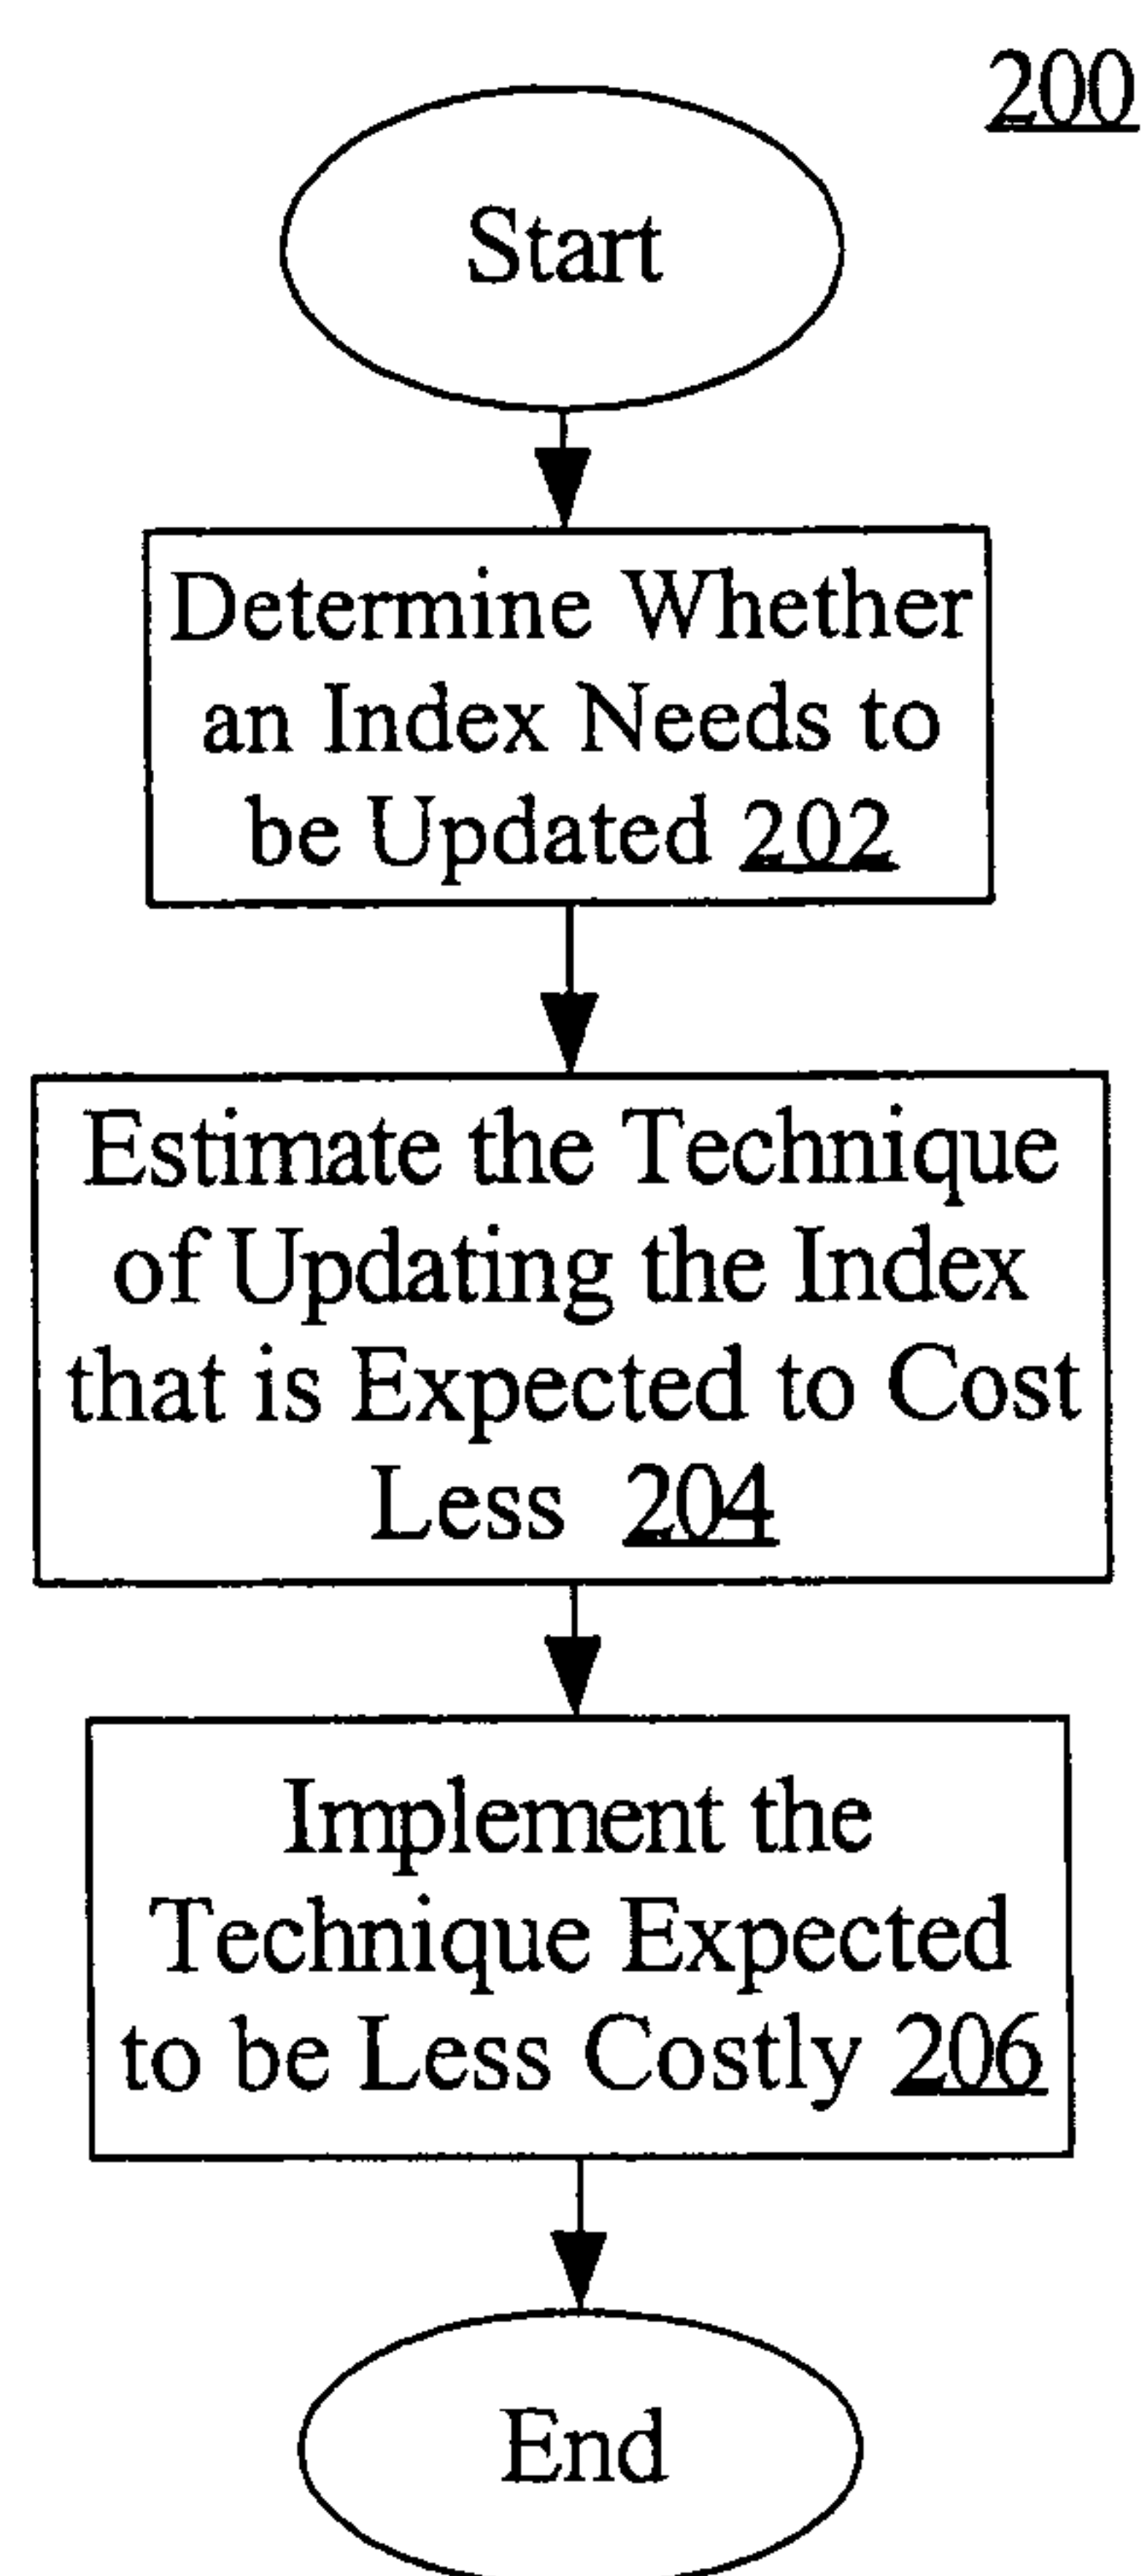 200
Start
Determine Whether
an Index Needs to
be Updated 202
Estimate the Technique
of Updating the Index
that is Expected to Cost
Less 204
Implement the
Technique Expected
to be Less Costly 206
End